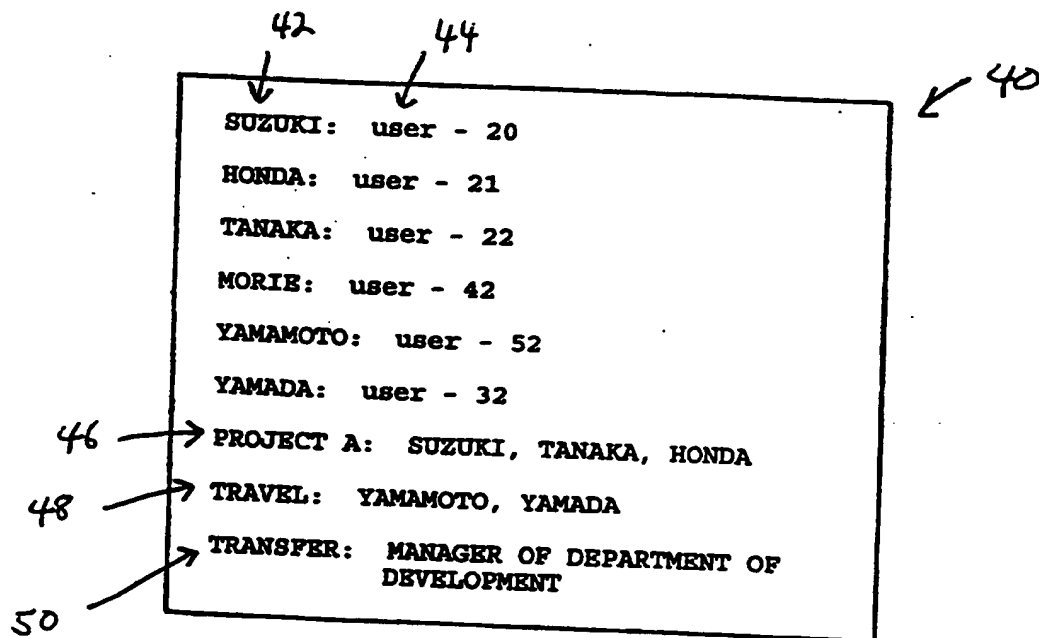 42
44
40
SUZUKI: user - 20
HONDA: user - 21
TANAKA: user - 22
MORIE: user - 42
YAMAMOTO: user - 52
YAMADA: user - 32
46
PROJECT A: SUZUKI, TANAKA, HONDA
48
TRAVEL: YAMAMOTO, YAMADA
50
TRANSFER: MANAGER OF DEPARTMENT OF
DEVELOPMENT